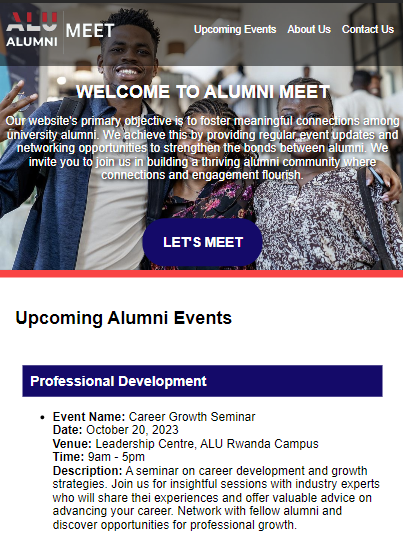 ALU
ALUMNI
MEET
Upcoming Events About Us Contact Us
WELCOME TO ALUMNI MEET
Our website's primary objective is to foster meaningful connections among
university alumni. We achieve this by providing regular event updates and
networking opportunities to strengthen the bonds between alumni. We
invite you to join us in building a thriving alumni community where
connections and engagement flourish.
LET'S MEET
Upcoming Alumni Events
Professional Development
• Event Name: Career Growth Seminar
Date: October 20, 2023
Venue: Leadership Centre, ALU Rwanda Campus
Time: 9am - 5pm
Description: A seminar on career development and growth
strategies. Join us for insightful sessions with industry experts
who will share thei experiences and offer valuable advice on
advancing your career. Network with fellow alumni and
discover opportunities for professional growth.